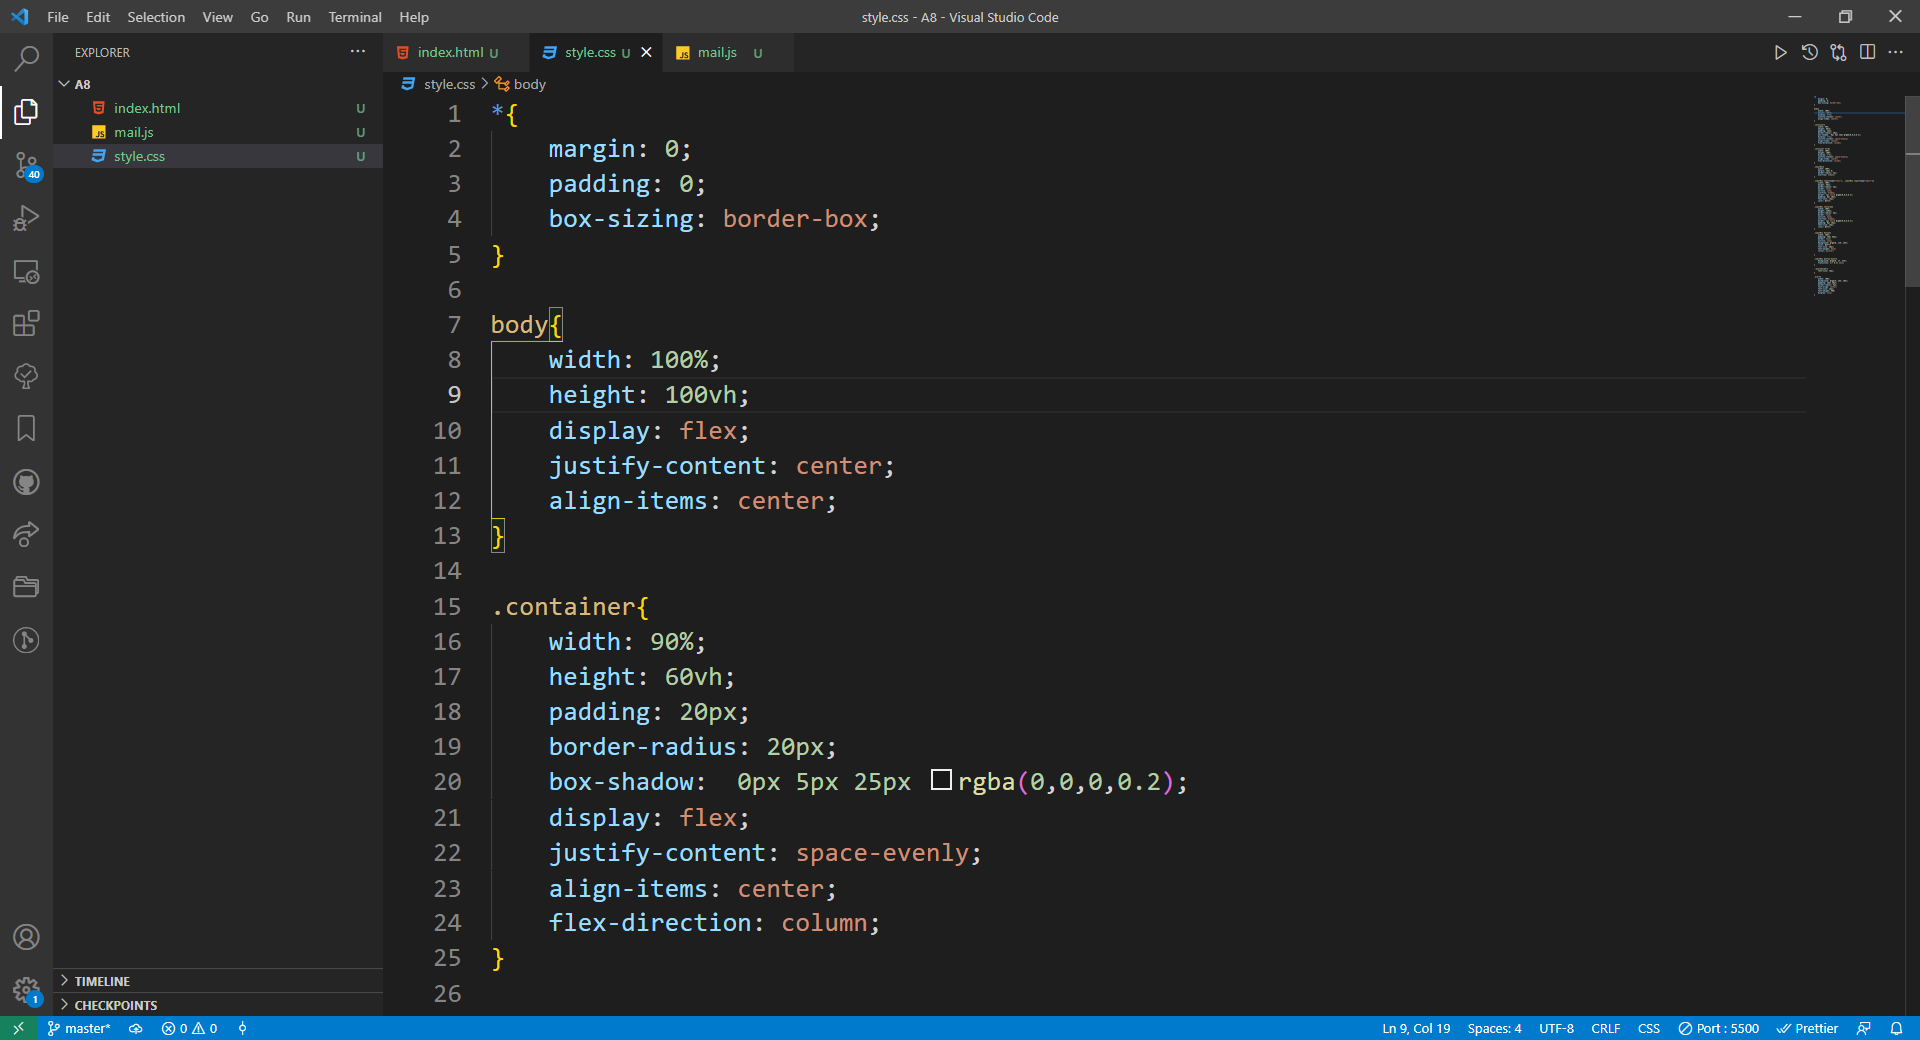 File Edit Selection View Go Run Terminal Help
style.css - A8 - Visual Studio Code
EXPLORER
A8
index.html U
mail.js U
style.css U
40
1
TIMELINE
CHECKPOINTS
index.html U
style.css U
JS mail.js U
style.css > body
1 *{
2 margin: 0;
3 padding: 0;
4 box-sizing: border-box;
5 }
6
7 body{
8 width: 100%;
9 height: 100vh;
10 display: flex;
11 justify-content: center;
12 align-items: center;
13 }
14
15 .container{
16 width: 90%;
17 height: 60vh;
18 padding: 20px;
19 border-radius: 20px;
20 box-shadow:  0px 5px 25px rgba(0,0,0,0.2);
21 display: flex;
22 justify-content: space-evenly;
23 align-items: center;
24 flex-direction: column;
25 }
26
master* 0 0
Ln 9, Col 19 Spaces: 4 UTF-8 CRLF CSS Port : 5500 Prettier